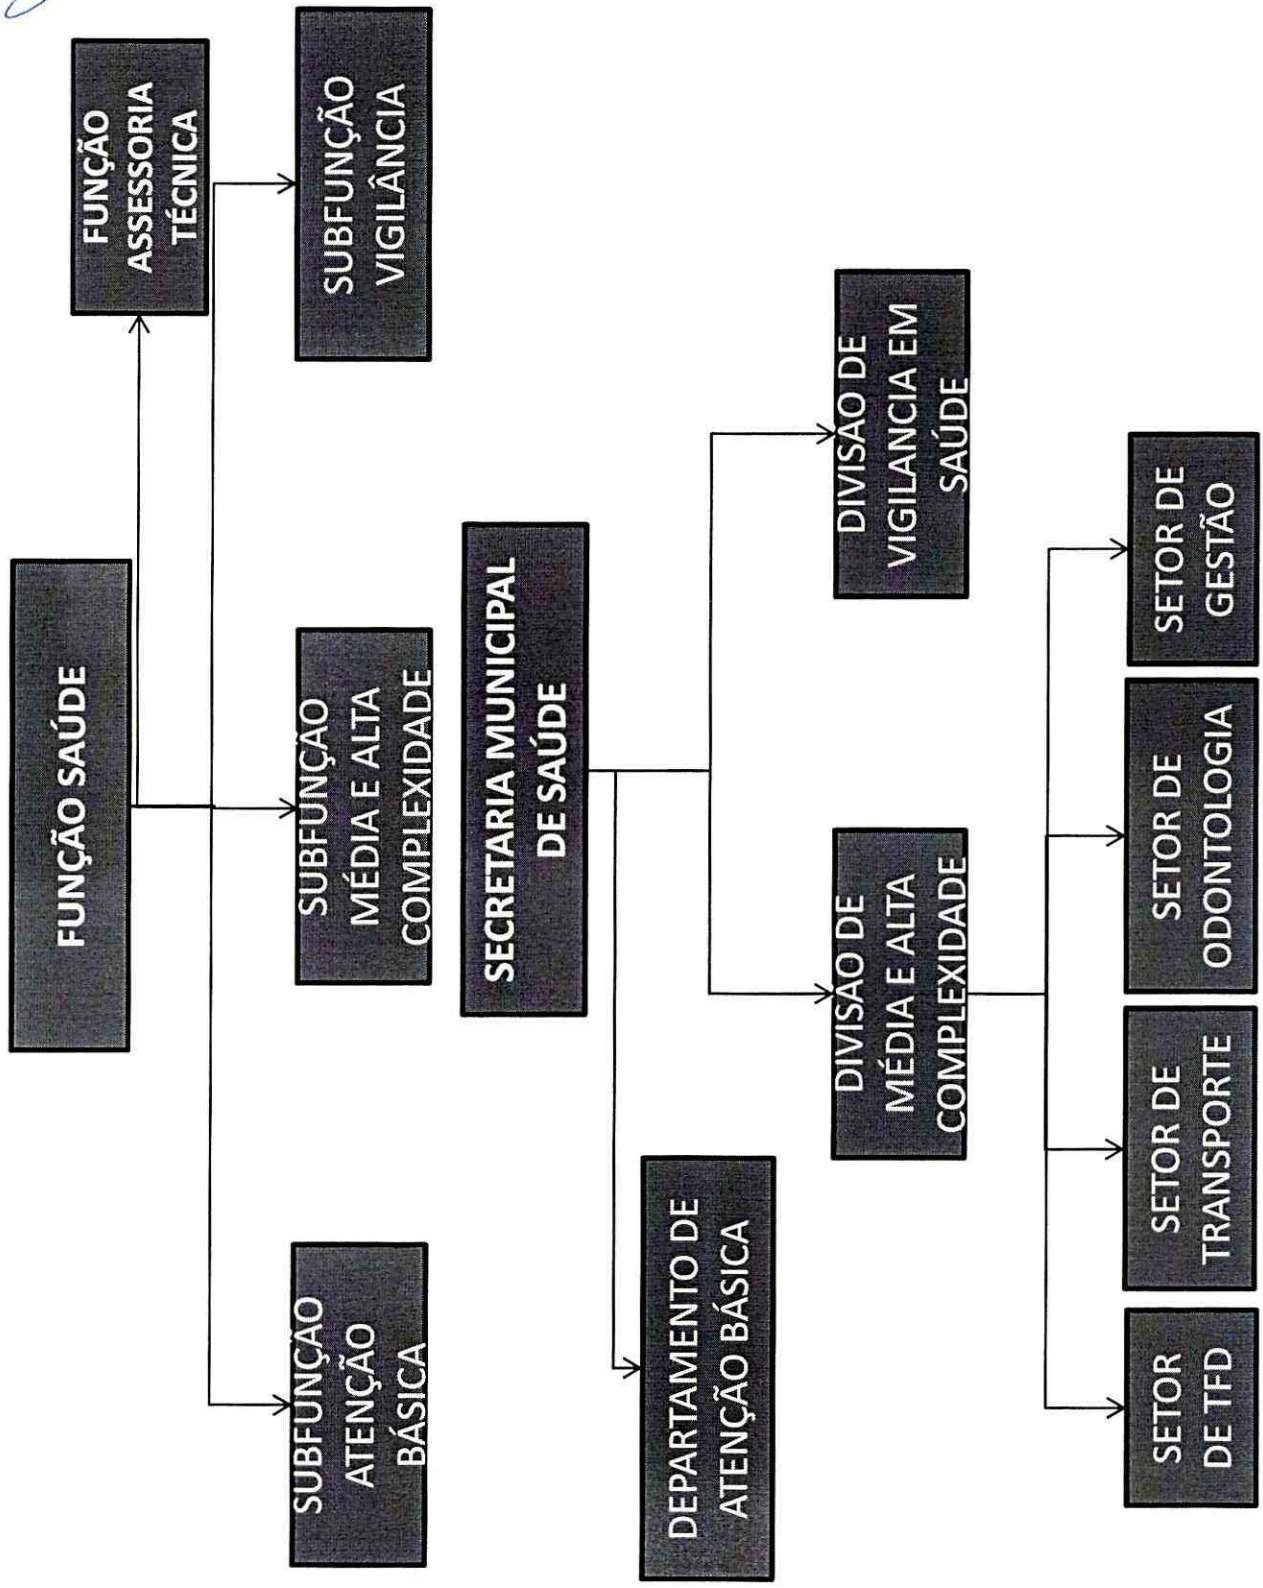 FUNÇÃO SAÚDE
FUNÇÃO
ASSESSORIA
TÉCNICA
SUBFUNÇÃO
ATENÇÃO
BÁSICA
SUBFUNÇÃO
MÉDIA E ALTA
COMPLEXIDADE
SUBFUNÇÃO
VIGILÂNCIA
SECRETARIA MUNICIPAL
DE SAÚDE
DEPARTAMENTO DE
ATENÇÃO BÁSICA
DIVISÃO DE
MÉDIA E ALTA
COMPLEXIDADE
DIVISÃO DE
VIGILANCIA EM
SAÚDE
SETOR
DE TFD
SETOR DE
TRANSPORTE
SETOR DE
ODONTOLOGIA
SETOR DE
GESTÃO